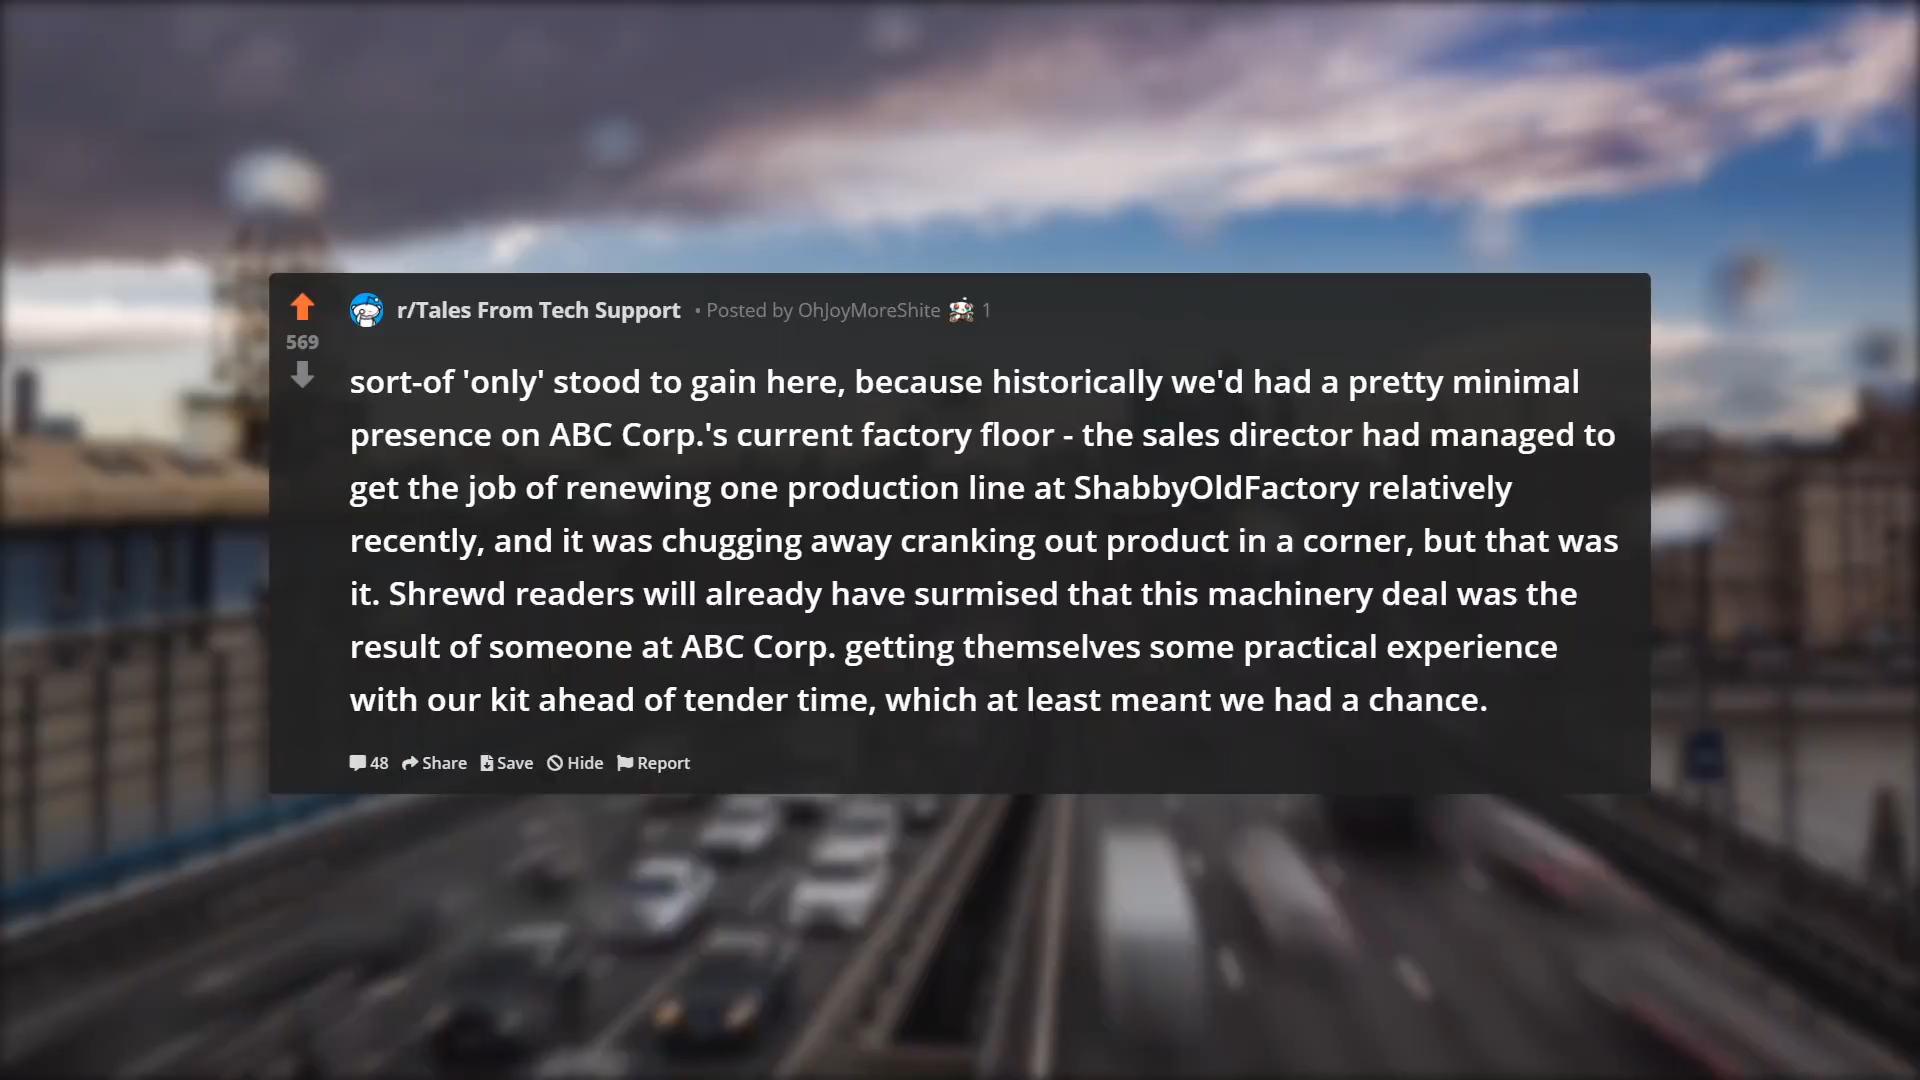 r/Tales From Tech Support • Posted by OhJoyMoreShite 1
569
sort-of 'only' stood to gain here, because historically we'd had a pretty minimal
presence on ABC Corp.'s current factory floor - the sales director had managed to
get the job of renewing one production line at ShabbyOldFactory relatively
recently, and it was chugging away cranking out product in a corner, but that was
it. Shrewd readers will already have surmised that this machinery deal was the
result of someone at ABC Corp. getting themselves some practical experience
with our kit ahead of tender time, which at least meant we had a chance.
48 Share Save Hide Report